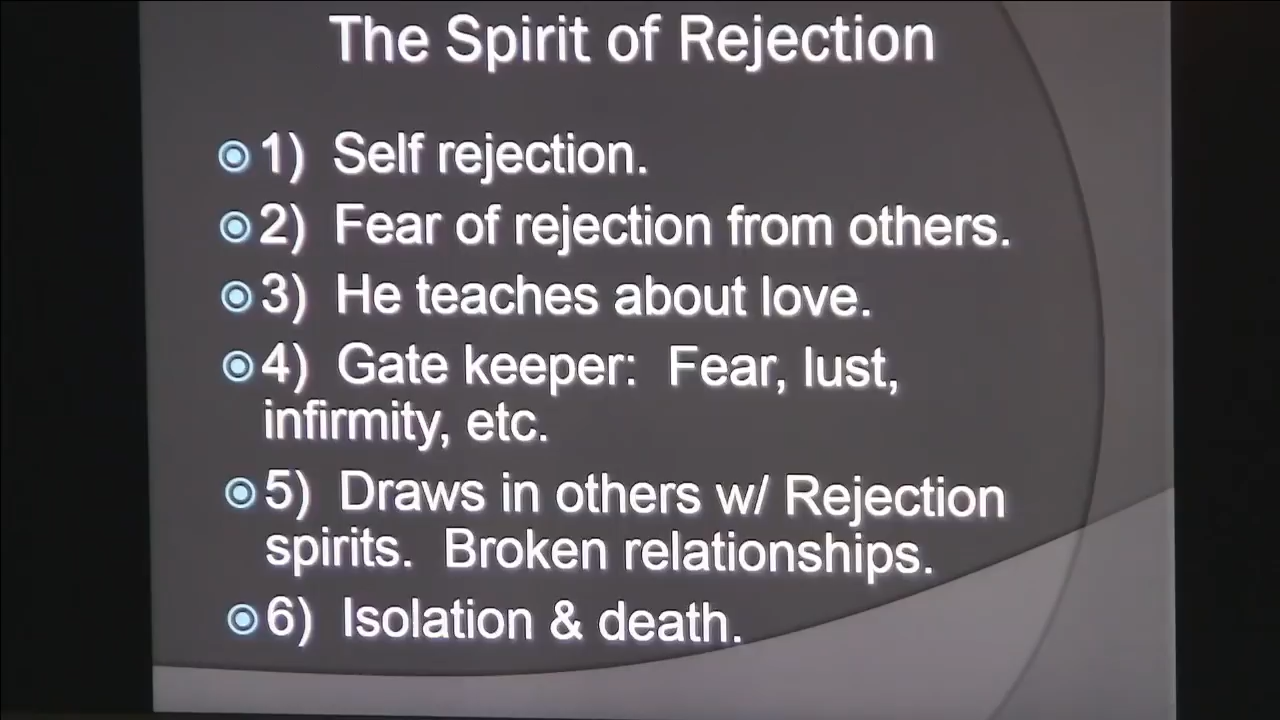 The Spirit of Rejection
1) Self rejection.
2) Fear of rejection from others.
3) He teaches about love.
4) Gate keeper: Fear, lust,
infirmity, etc.
5) Draws in others w/ Rejection
spirits. Broken relationships.
6) Isolation & death.